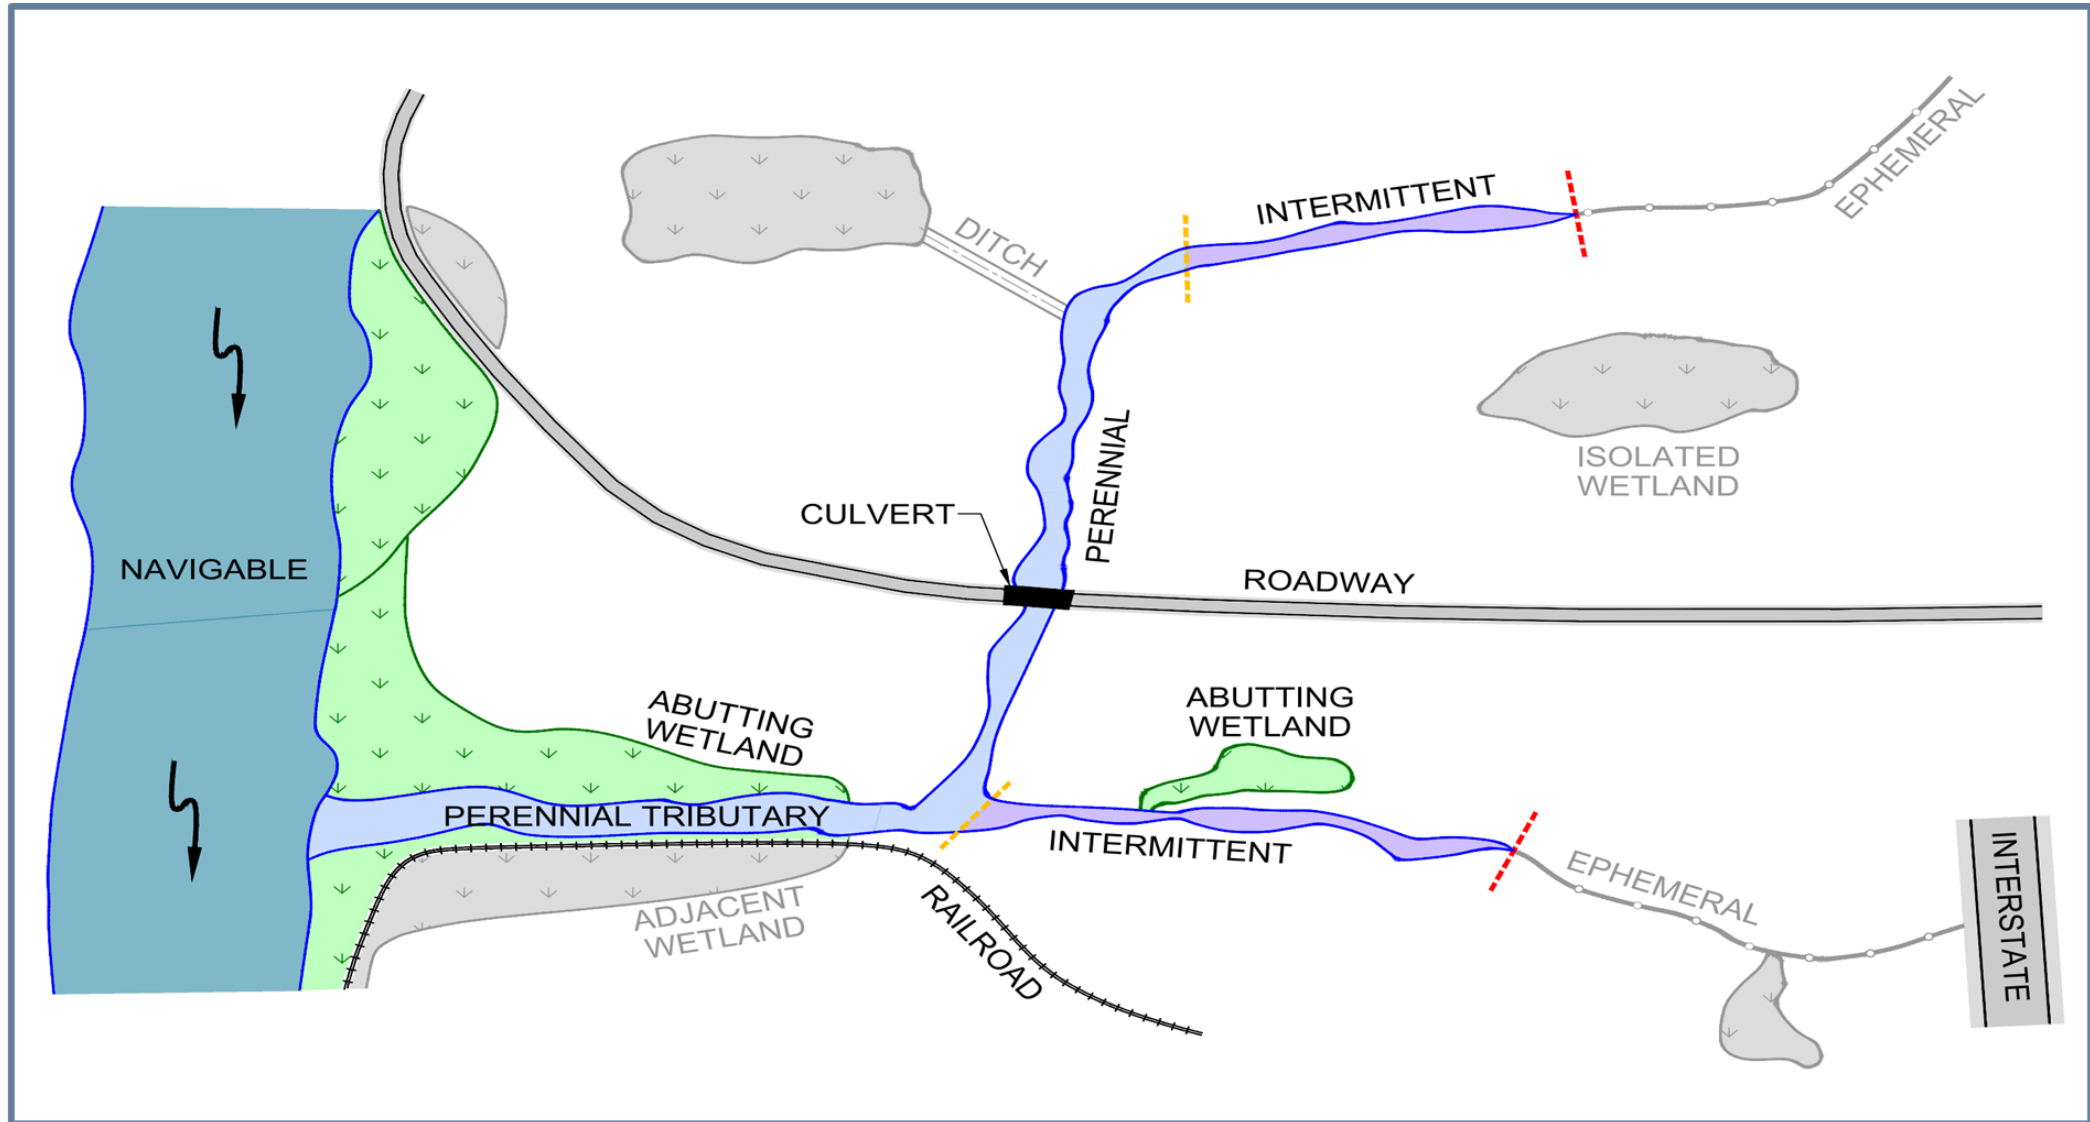 EPHEMERAL
INTERMITTENT
DITCH
PERENNIAL
ISOLATED
WETLAND
CULVERT
NAVIGABLE
ROADWAY
ABUTTING
WETLAND
ABUTTING
WETLAND
PERENNIAL TRIBUTARY
INTERMITTENT
EPHEMERAL
INTERSTATE
ADJACENT
WETLAND
RAILROAD